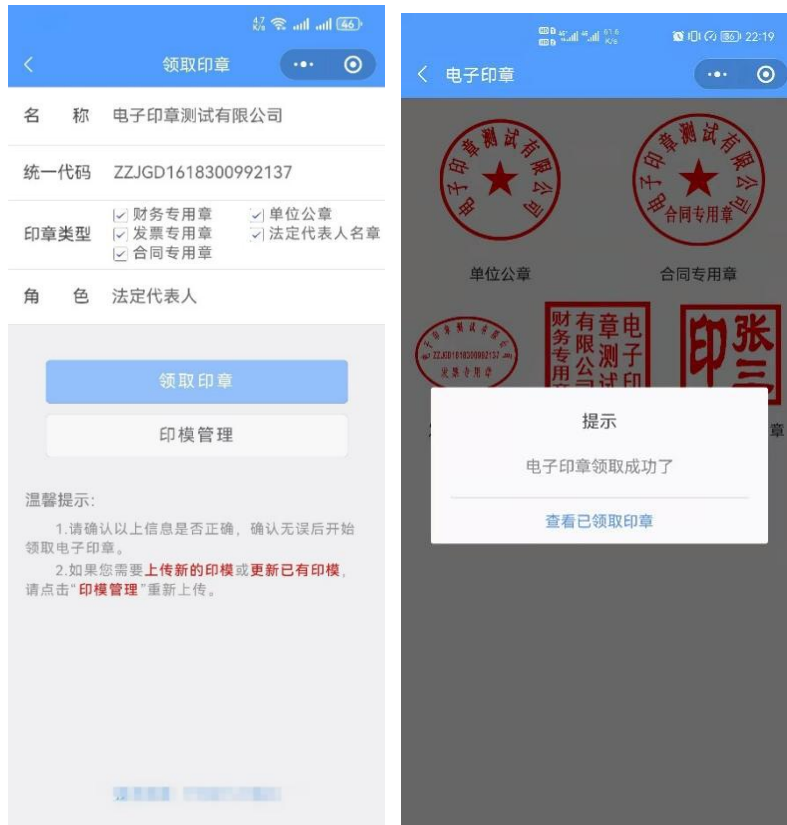 4.7 K/s 46
领取印章
名 称 电子印章测试有限公司
统一代码 ZZJGD1618300992137
印章类型
财务专用章 单位公章
发票专用章 法定代表人名章
合同专用章
角 色 法定代表人
领取印章
印模管理
温馨提示:
1.请确认以上信息是否正确，确认无误后开始
领取电子印章。
2.如果您需要上传新的印模或更新已有印模，
请点击“印模管理”重新上传。
61.6 K/s 86 22:19
电子印章
电子印章测试有限公司
电子印章测试有限公司
合同专用章
单位公章
合同专用章
ZZJGD1618300992137
发票专用章
电子印
章测试
有限公司
财务专用章
张三
印
章
提示
电子印章领取成功了
查看已领取印章